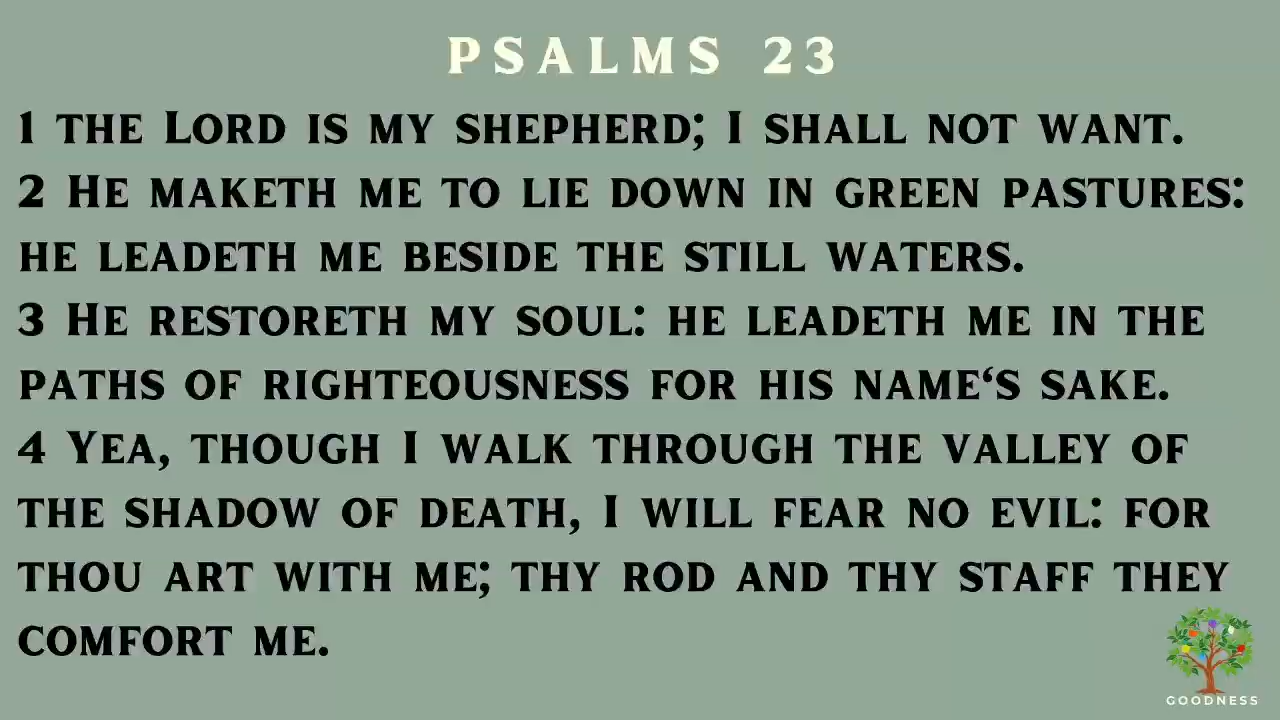 PSALMS 23
1 the Lord is my shepherd; I shall not want.
2 He maketh me to lie down in green pastures:
he leadeth me beside the still waters.
3 He restoreth my soul: he leadeth me in the
paths of righteousness for his name‘s sake.
4 Yea, though I walk through the valley of
the shadow of death, I will fear no evil: for
thou art with me; thy rod and thy staff they
comfort me.
GOODNESS